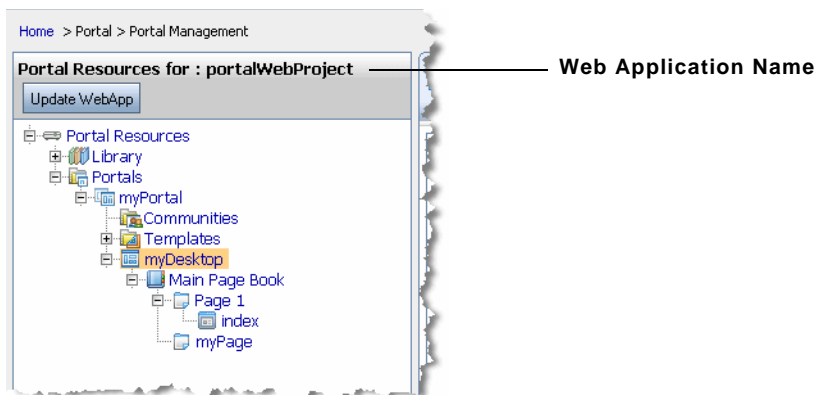 Home > Portal > Portal Management
Portal Resources for : portalWebProject
Web Application Name
Update WebApp
Portal Resources
Library
Portals
myPortal
Communities
Templates
myDesktop
Main Page Book
Page 1
index
myPage